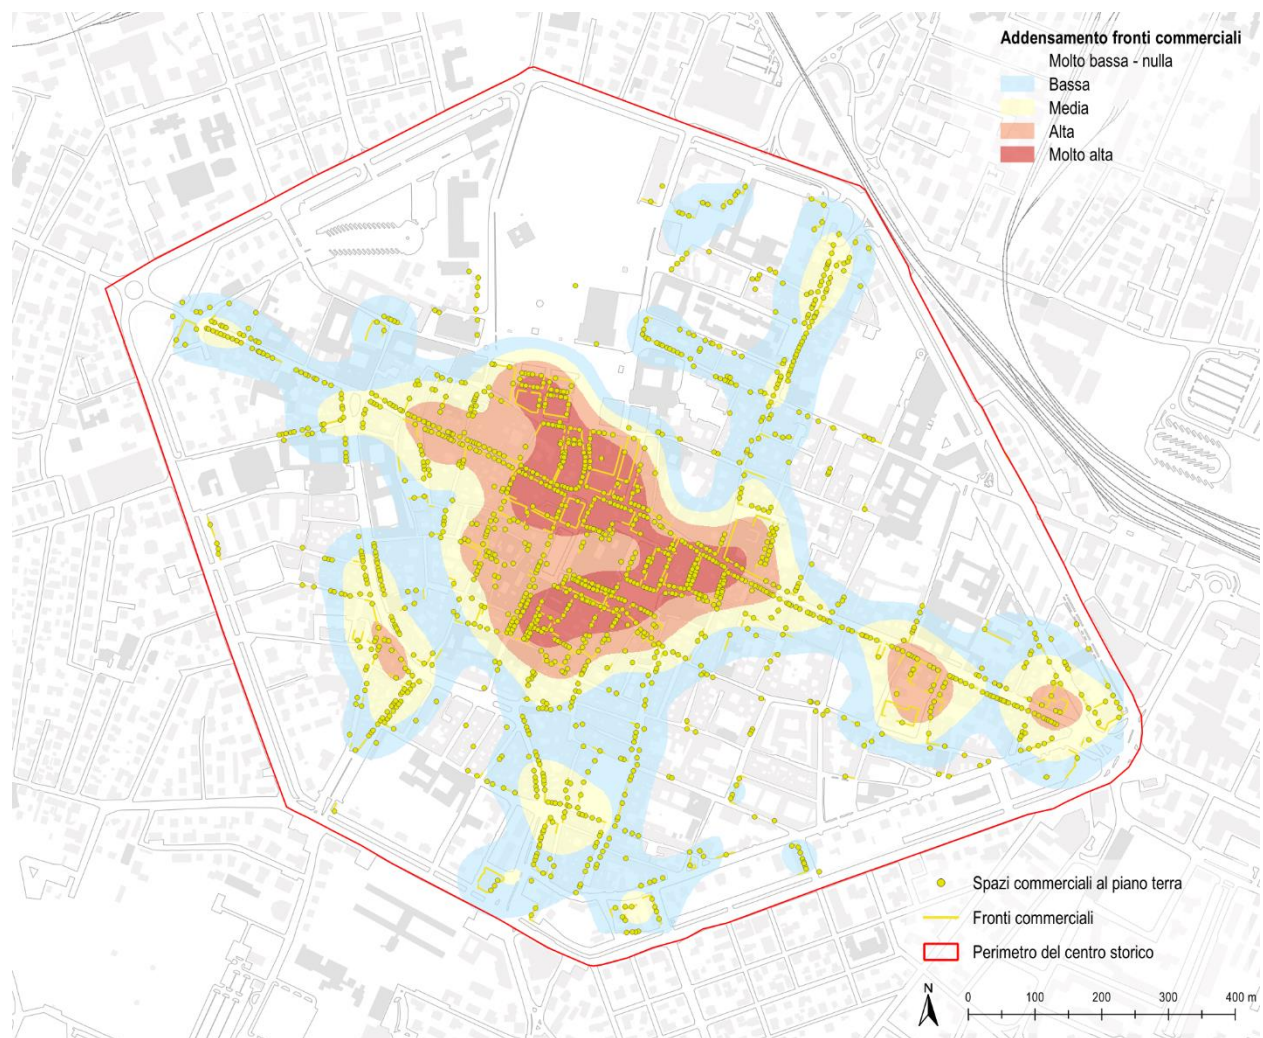 Addensamento fronti commerciali
Molto bassa - nulla
Bassa
Media
Alta
Molto alta
Spazi commerciali al piano terra
Fronti commerciali
Perimetro del centro storico
N
0 100 200 300 400 m